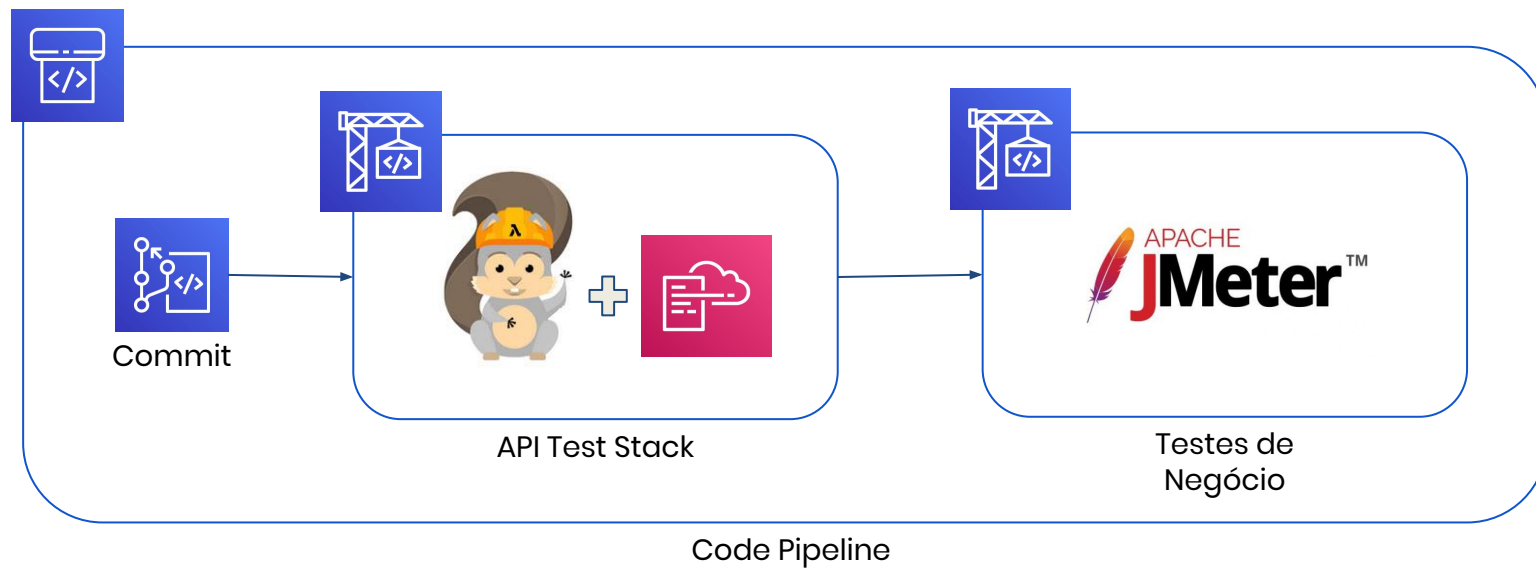 </>
</>
</>
</>
λ
Commit
API Test Stack
APACHE
JMeter™
Testes de
Negócio
Code Pipeline